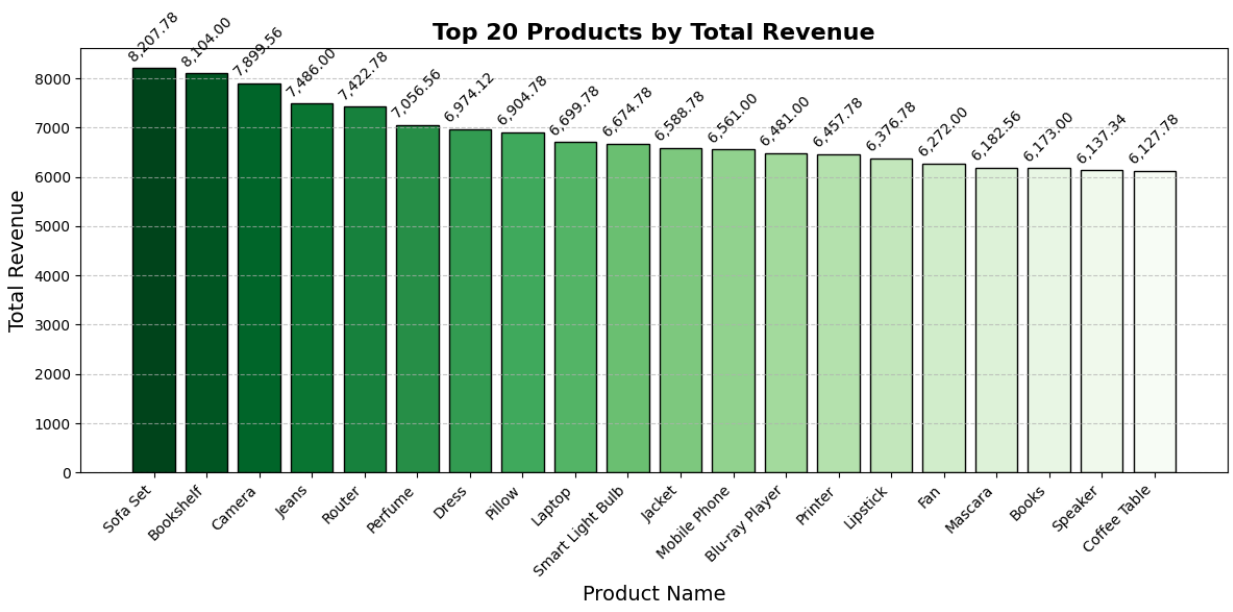 Top 20 Products by Total Revenue
8,207.78
8,104.00
7,899.56
7,486.00
7,422.78
7,056.56
6,974.12
6,904.78
6,699.78
6,674.78
6,588.78
6,561.00
6,481.00
6,457.78
6,376.78
6,272.00
6,182.56
6,173.00
6,137.34
6,127.78
Total Revenue
8000
7000
6000
5000
4000
3000
2000
1000
0
Sofa Set
Bookshelf
Camera
Jeans
Router
Perfume
Dress
Pillow
Laptop
Smart Light Bulb
Jacket
Mobile Phone
Blu-ray Player
Printer
Lipstick
Fan
Mascara
Books
Speaker
Coffee Table
Product Name